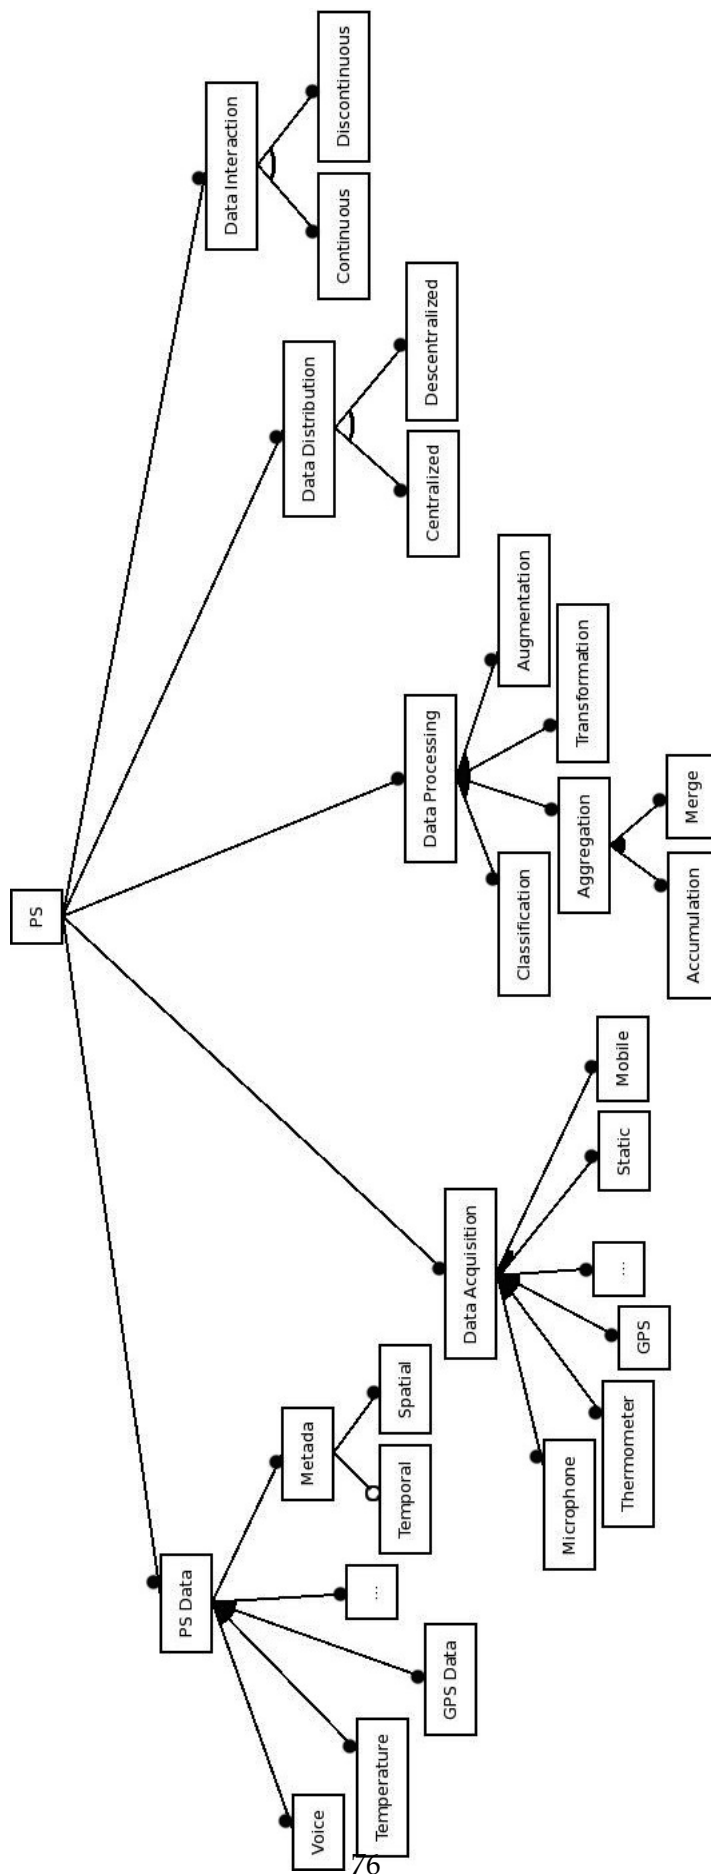 PS
PS Data
Data Acquisition
Data Processing
Data Distribution
Data Interaction
Voice
Temperature
GPS Data
...
Metada
Temporal
Spatial
Microphone
Thermometer
GPS
...
Static
Mobile
Classification
Aggregation
Accumulation
Merge
Transformation
Augmentation
Centralized
Descentralized
Continuous
Discontinuous
76